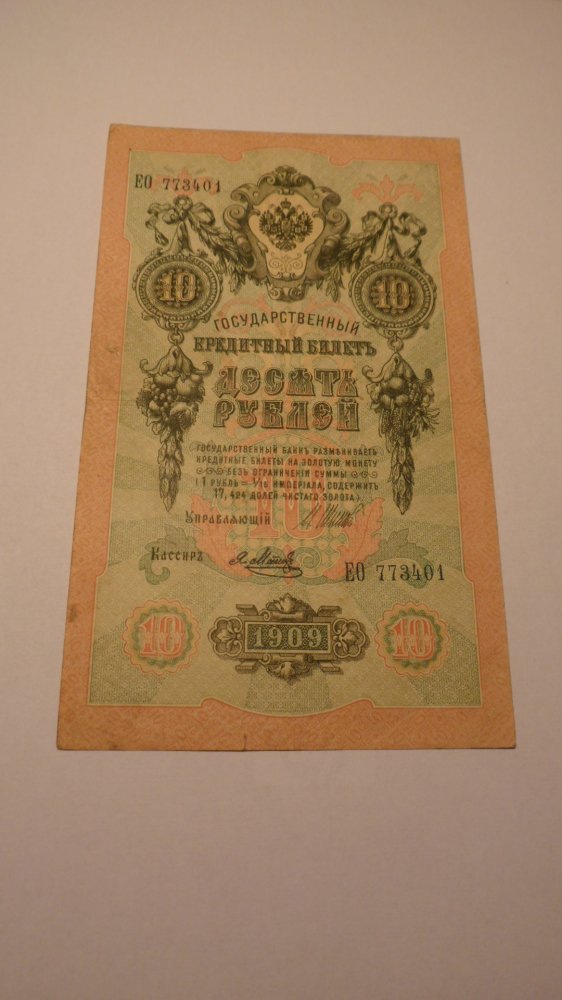 ЕО 773401
10 10
ГОСУДАРСТВЕННЫЙ
КРЕДИТНЫЙ БИЛЕТЪ
ДЕСЯТЬ
РУБЛЕЙ
ГОСУДАРСТВЕННЫЙ БАНКЪ РАЗМѢНИВАЕТЪ
КРЕДИТНЫЕ БИЛЕТЫ НА ЗОЛОТУЮ МОНЕТУ
БЕЗЪ ОГРАНИЧЕНІЯ СУММЫ
(1 РУБЛЬ = 1/15 ИМПЕРІАЛА, СОДЕРЖИТЪ
17,424 ДОЛЕЙ ЧИСТАГО ЗОЛОТА).
УПРАВЛЯЮЩІЙ
10
КАССИРЪ
ЕО 773401
10 1909 10